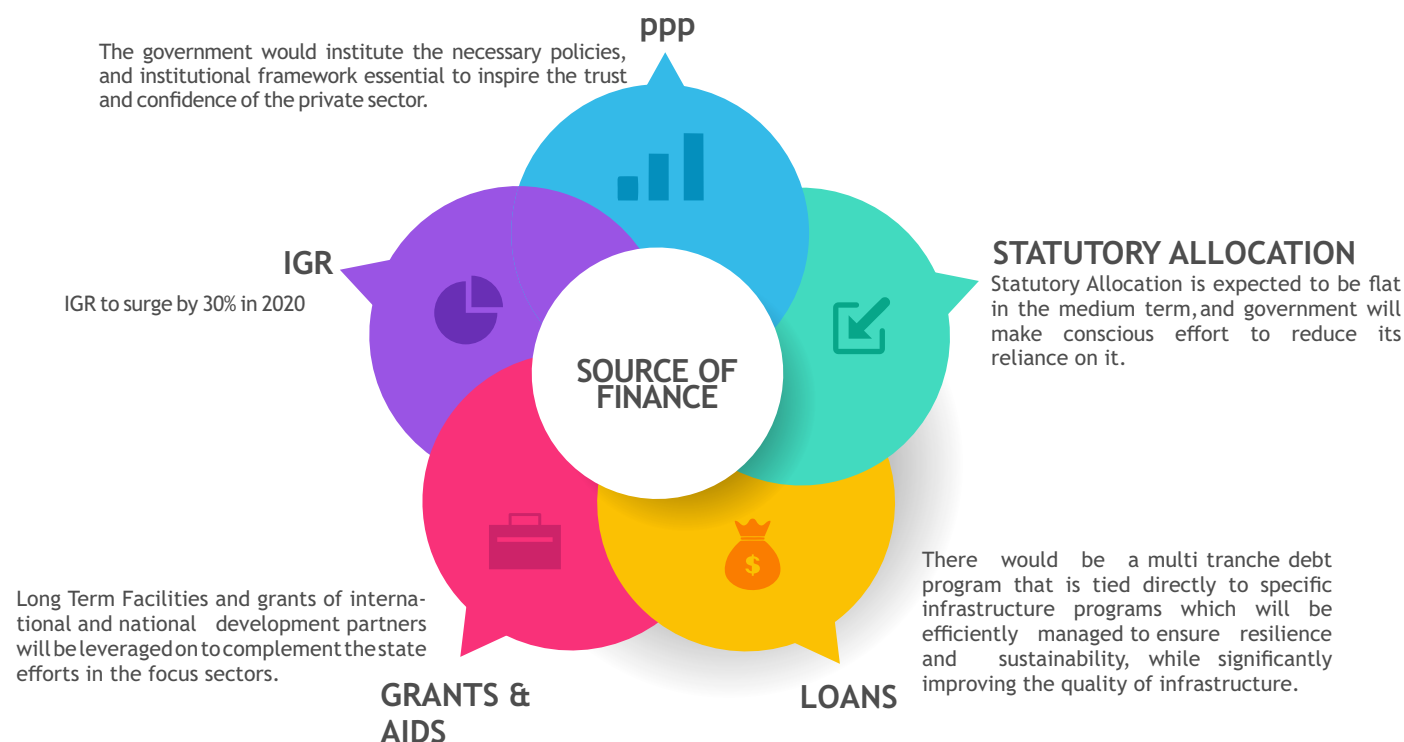 ppp
The government would institute the necessary policies,
and institutional framework essential to inspire the trust
and confidence of the private sector.
IGR
IGR to surge by 30% in 2020
STATUTORY ALLOCATION
Statutory Allocation is expected to be flat
in the medium term, and government will
make conscious effort to reduce its
reliance on it.
SOURCE OF
FINANCE
$
Long Term Facilities and grants of interna-
tional and national development partners
will be leveraged on to complement the state
efforts in the focus sectors.
GRANTS &
AIDS
There would be a multi tranche debt
program that is tied directly to specific
infrastructure programs which will be
efficiently managed to ensure resilience
and sustainability, while significantly
improving the quality of infrastructure.
LOANS